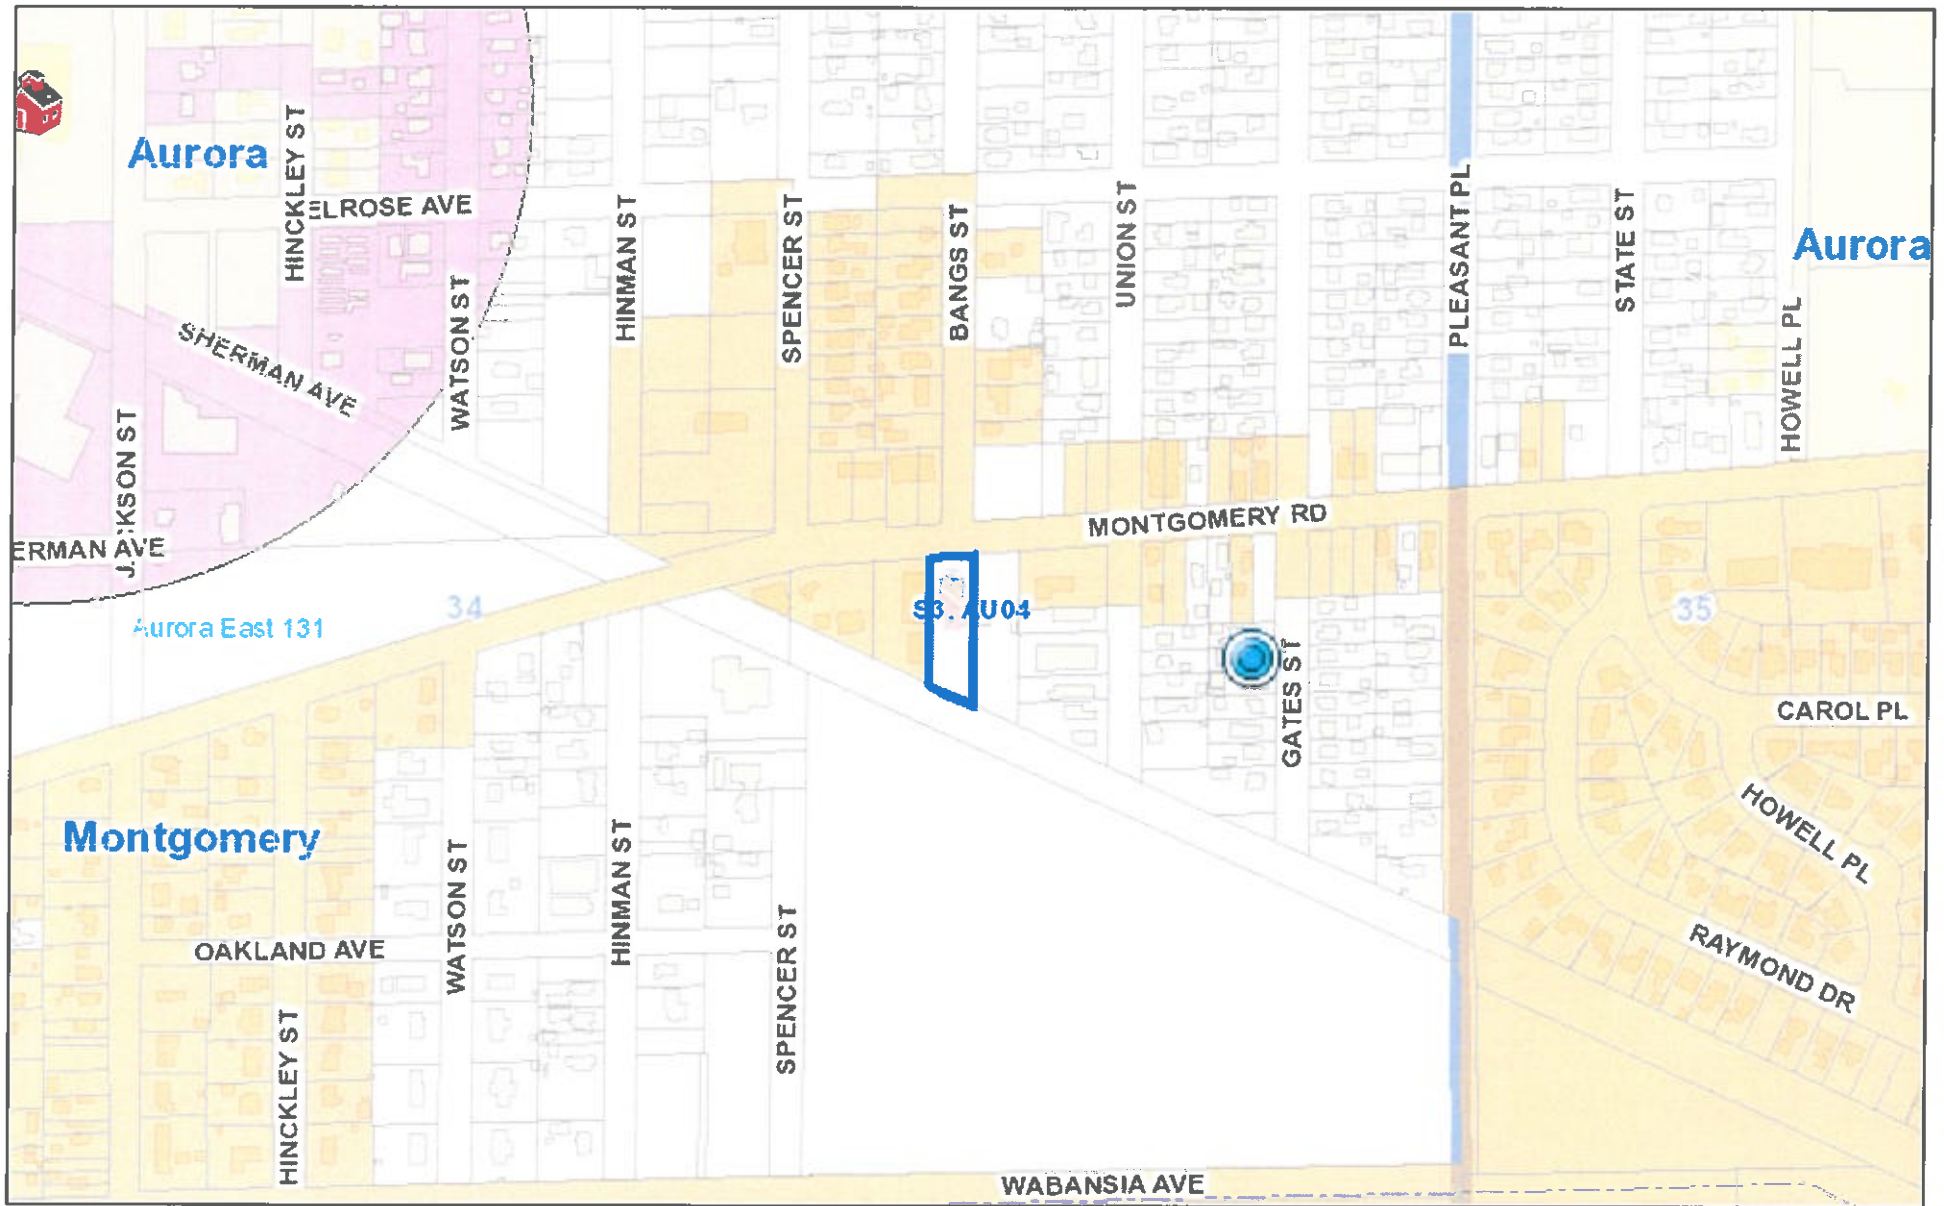 Aurora
HINCKLEY ST
ELROSE AVE
SHERMAN AVE
WATSON ST
HINMAN ST
SPENCER ST
BANGS ST
UNION ST
PLEASANT PL
STATE ST
Aurora
HOWELL PL
ERMAN AVE
MONTGOMERY RD
34
Aurora East 131
35
GATES ST
CAROL PL
HOWELL PL
RAYMOND DR
Montgomery
OAKLAND AVE
WATSON ST
HINMAN ST
SPENCER ST
HINCKLEY ST
WABANSIA AVE